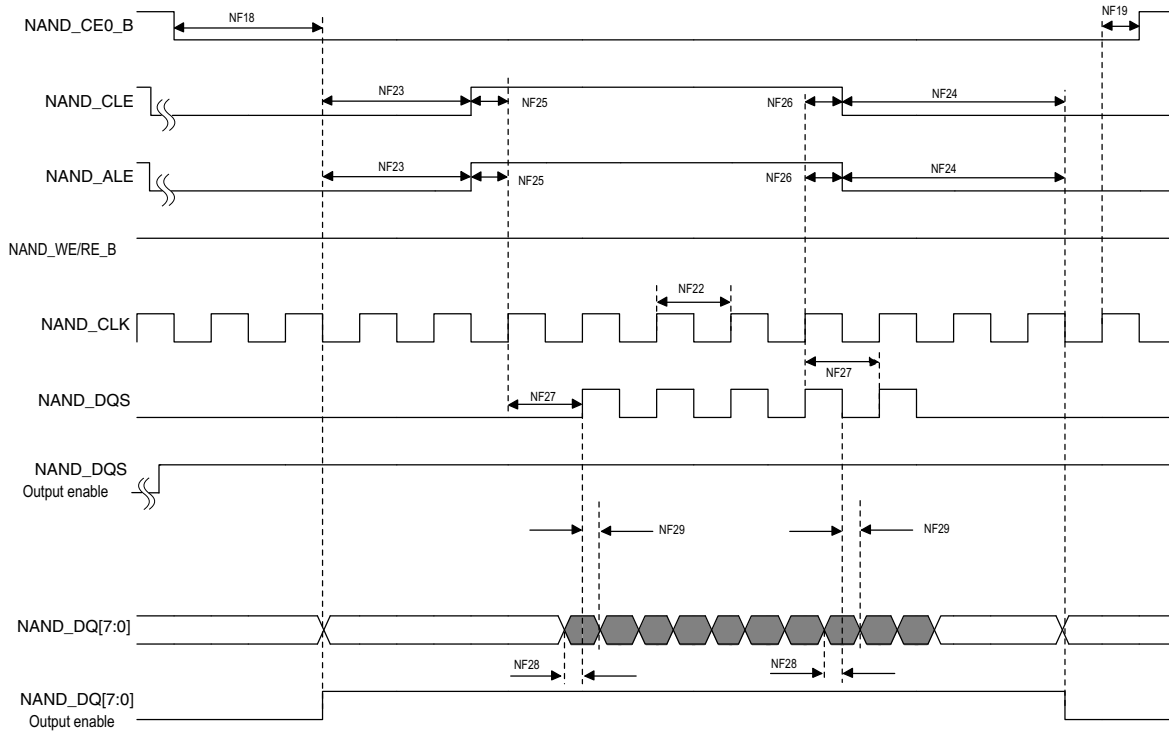 NF18
NF19
NAND_CE0_B
NF23
NF25
NF26
NF24
NAND_CLE
NF23
NF25
NF26
NF24
NAND_ALE
NAND_WE/RE_B
NF22
NAND_CLK
NF27
NF27
NAND_DQS
NAND_DQS
Output enable
NF29
NF29
NAND_DQ[7:0]
NF28
NF28
NAND_DQ[7:0]
Output enable